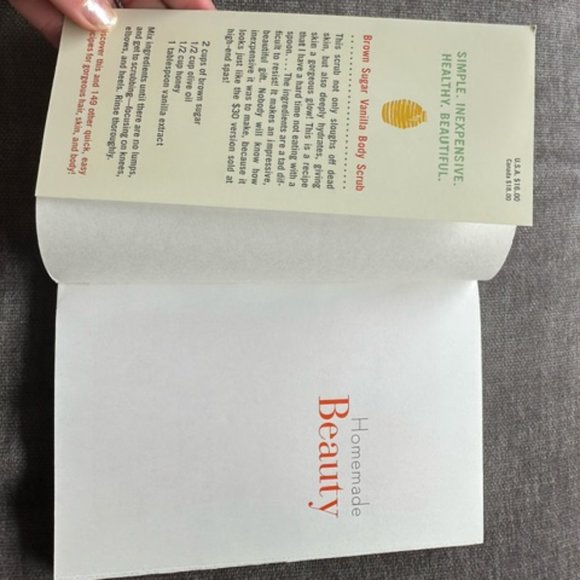 U.S.A. $16.00
Canada $18.00
SIMPLE. INEXPENSIVE.
HEALTHY. BEAUTIFUL.
Brown Sugar Vanilla Body Scrub
This scrub not only sloughs off dead
skin, but also deeply hydrates, giving
skin a gorgeous glow! This is a recipe
that I have a hard time not eating with a
spoon. . . . The ingredients are a tad dif-
ficult to resist! It makes an impressive,
beautiful gift. Nobody will know how
inexpensive it was to make, because it
looks just like the $30 version sold at
high-end spas!
2 cups of brown sugar
1/2 cup olive oil
1/2 cup honey
1 tablespoon vanilla extract
Mix ingredients until there are no lumps,
and get to scrubbing—focusing on knees,
elbows, and heels. Rinse thoroughly.
iscover this and 149 other quick, easy
ecipes for gorgeous hair, skin, and body!
Homemade
Beauty